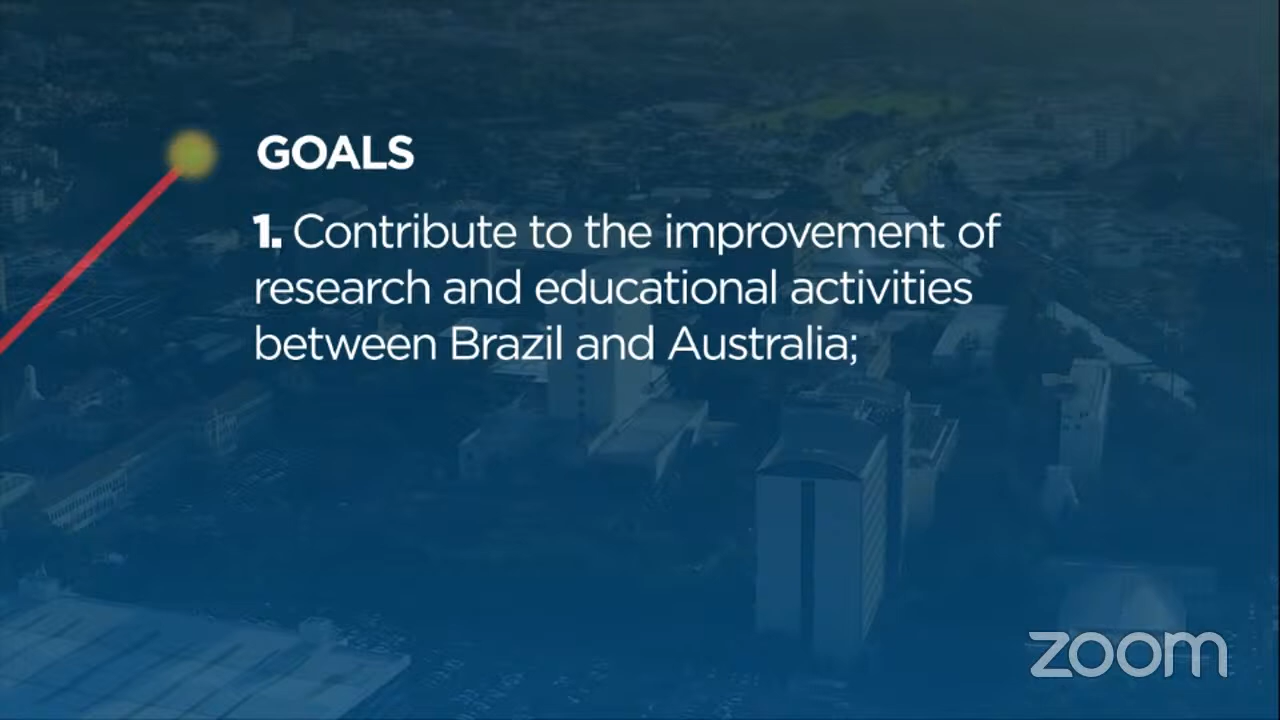 GOALS
1. Contribute to the improvement of
research and educational activities
between Brazil and Australia;
zoom